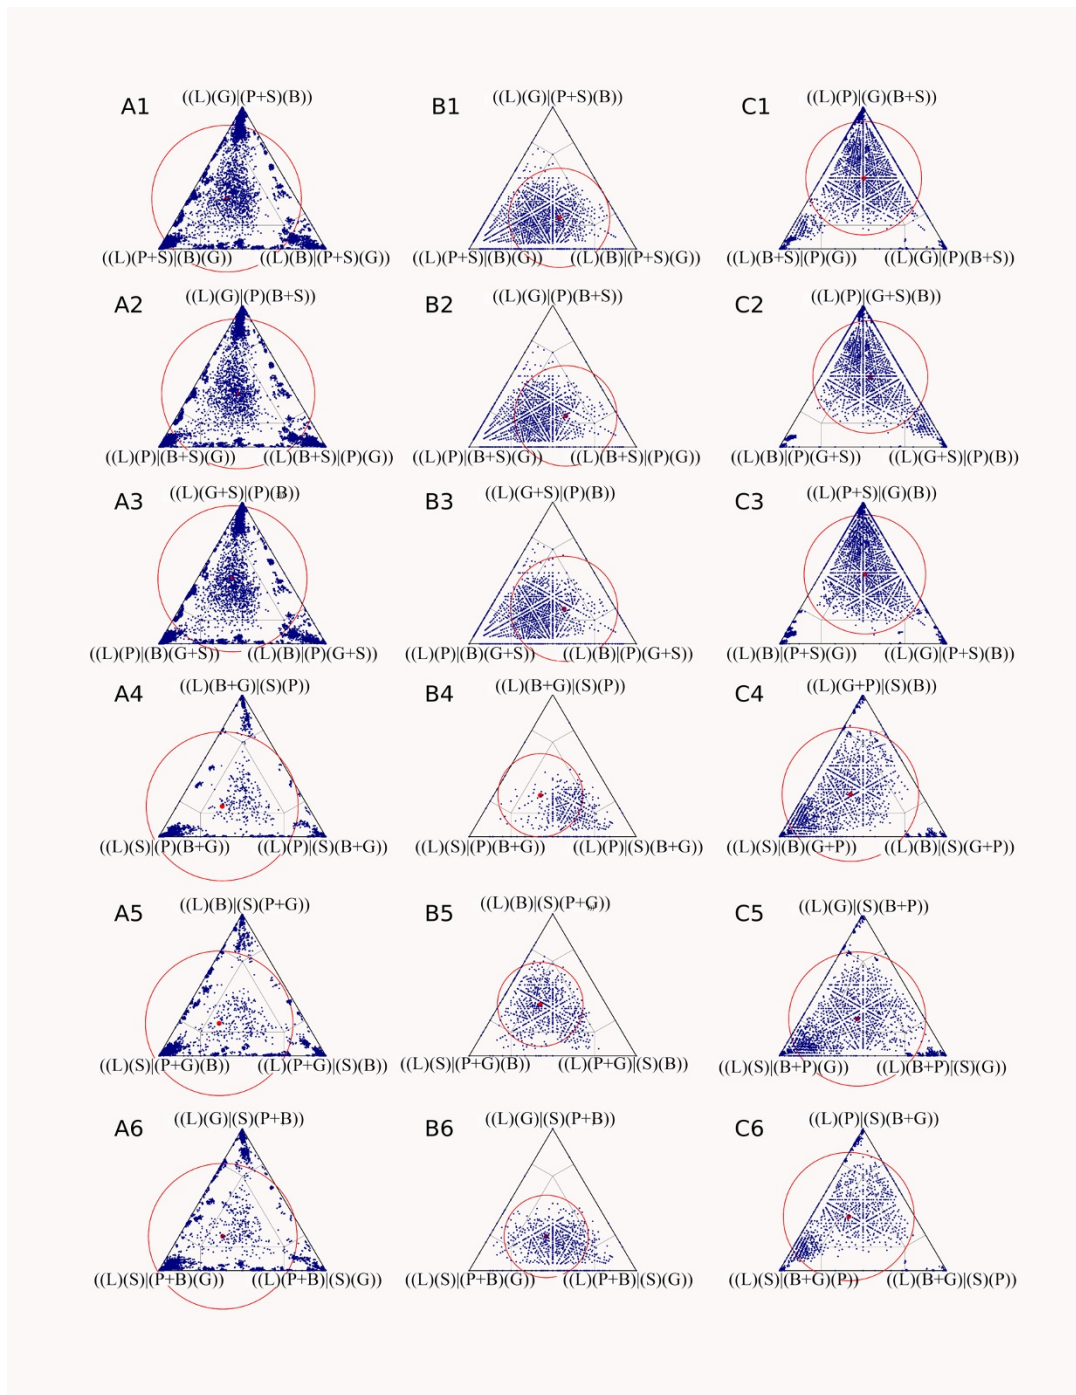 A1 ((L)(G)|(P+S)(B))
((L)(P+S)|(B)(G)) ((L)(B)|(P+S)(G))
B1 ((L)(G)|(P+S)(B))
((L)(P+S)|(B)(G)) ((L)(B)|(P+S)(G))
C1 ((L)(P)|(G)(B+S))
((L)(B+S)|(P)(G)) ((L)(G)|(P)(B+S))
A2 ((L)(G)|(P)(B+S))
((L)(P)|(B+S)(G)) ((L)(B+S)|(P)(G))
B2 ((L)(G)|(P)(B+S))
((L)(P)|(B+S)(G)) ((L)(B+S)|(P)(G))
C2 ((L)(P)|(G+S)(B))
((L)(B)|(P)(G+S)) ((L)(G+S)|(P)(B))
A3 ((L)(G+S)|(P)(B))
((L)(P)|(B)(G+S)) ((L)(B)|(P)(G+S))
B3 ((L)(G+S)|(P)(B))
((L)(P)|(B)(G+S)) ((L)(B)|(P)(G+S))
C3 ((L)(P+S)|(G)(B))
((L)(B)|(P+S)(G)) ((L)(G)|(P+S)(B))
A4 ((L)(B+G)|(S)(P))
((L)(S)|(P)(B+G)) ((L)(P)|(S)(B+G))
B4 ((L)(B+G)|(S)(P))
((L)(S)|(P)(B+G)) ((L)(P)|(S)(B+G))
C4 ((L)(G+P)|(S)(B))
((L)(S)|(B)(G+P)) ((L)(B)|(S)(G+P))
A5 ((L)(B)|(S)(P+G))
((L)(S)|(P+G)(B)) ((L)(P+G)|(S)(B))
B5 ((L)(B)|(S)(P+G))
((L)(S)|(P+G)(B)) ((L)(P+G)|(S)(B))
C5 ((L)(G)|(S)(B+P))
((L)(S)|(B+P)(G)) ((L)(B+P)|(S)(G))
A6 ((L)(G)|(S)(P+B))
((L)(S)|(P+B)(G)) ((L)(P+B)|(S)(G))
B6 ((L)(G)|(S)(P+B))
((L)(S)|(P+B)(G)) ((L)(P+B)|(S)(G))
C6 ((L)(P)|(S)(B+G))
((L)(S)|(B+G)(P)) ((L)(B+G)|(S)(P))